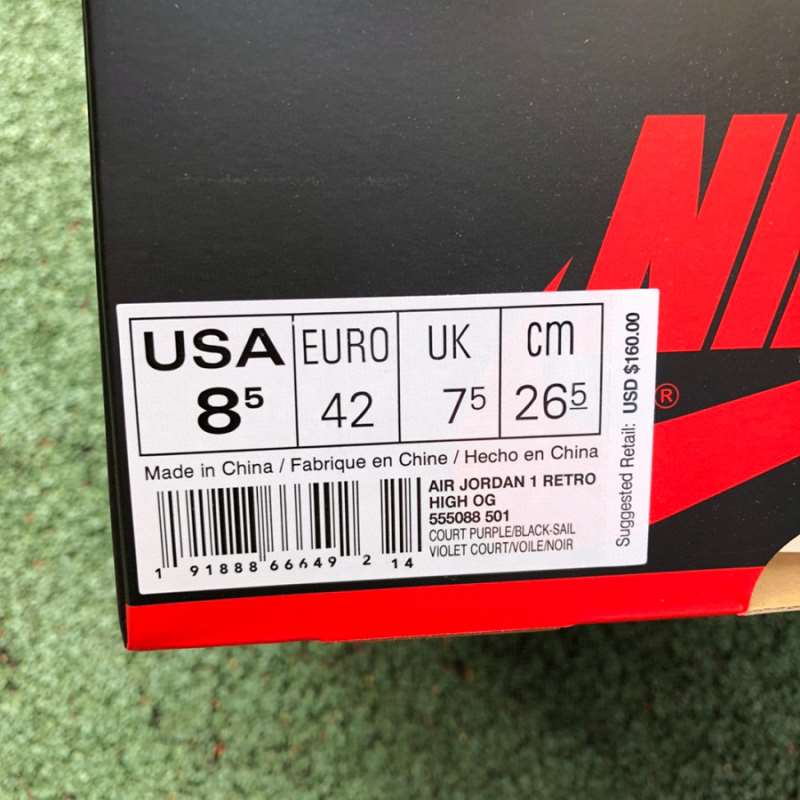 NIKE
®
USA EURO UK cm
8⁵ 42 7⁵ 26⁵
Made in China / Fabrique en Chine / Hecho en China
AIR JORDAN 1 RETRO
HIGH OG
555088 501
COURT PURPLE/BLACK-SAIL
VIOLET COURT/VOILE/NOIR
1 91888 66649 2 14
Suggested Retail: USD $160.00